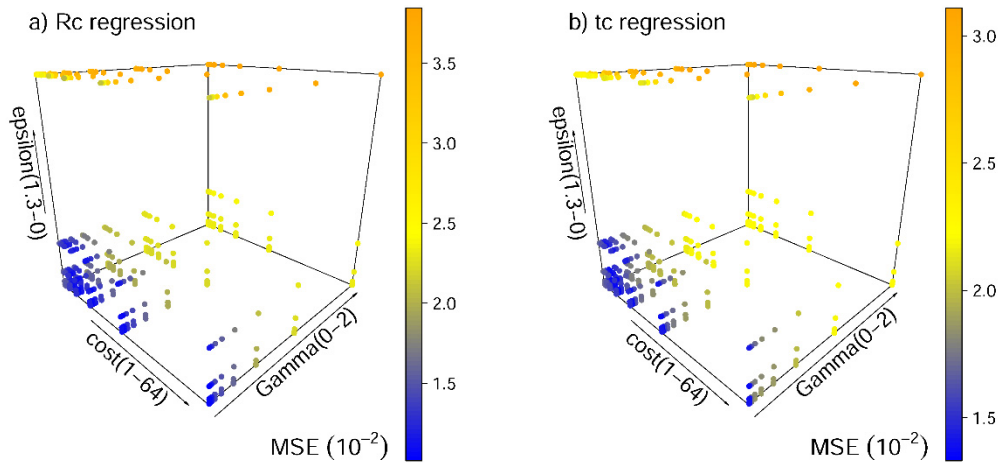 a) Rc regression
epsilon(1.3–0)
cost(1–64)
Gamma(0–2)
MSE (10⁻²)
3.5
3.0
2.5
2.0
1.5
b) tc regression
epsilon(1.3–0)
cost(1–64)
Gamma(0–2)
MSE (10⁻²)
3.0
2.5
2.0
1.5